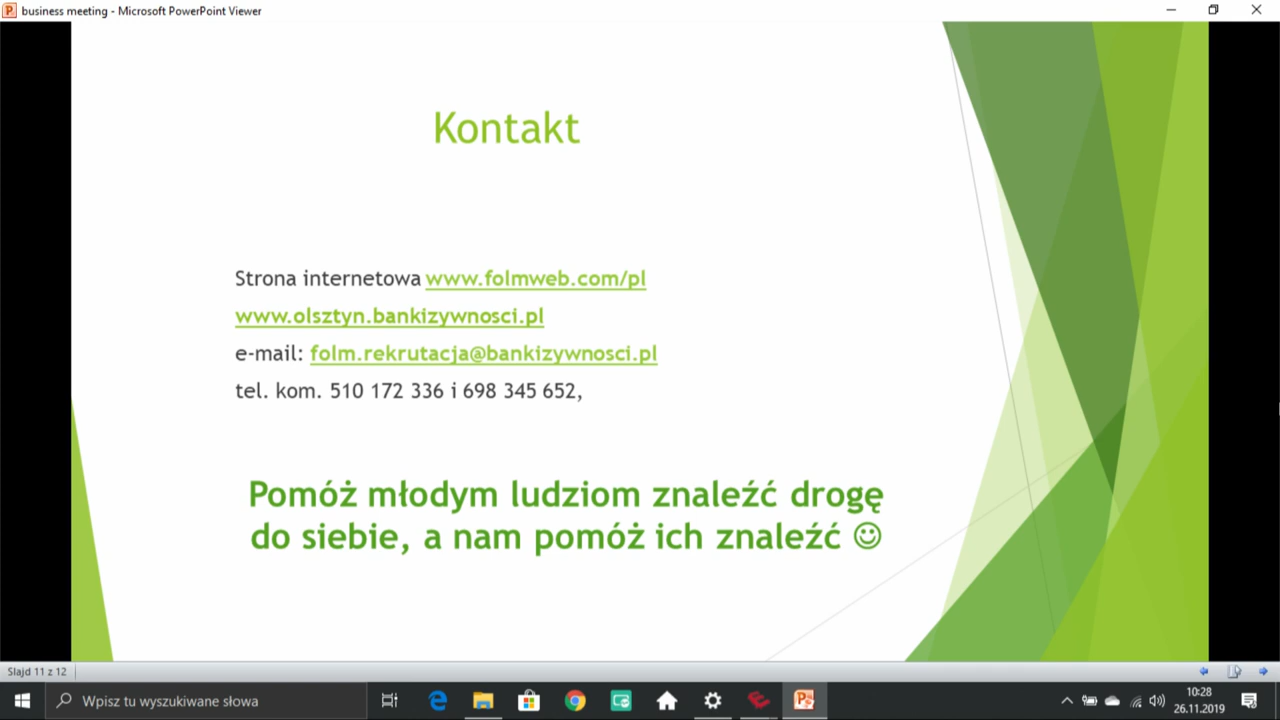 business meeting - Microsoft PowerPoint Viewer
Kontakt
Strona internetowa www.folmweb.com/pl
www.olsztyn.bankizywnosci.pl
e-mail: folm.rekrutacja@bankizywnosci.pl
tel. kom. 510 172 336 i 698 345 652,
Pomóż młodym ludziom znaleźć drogę
do siebie, a nam pomóż ich znaleźć ☺
Slajd 11 z 12
Wpisz tu wyszukiwane słowa
10:28
26.11.2019